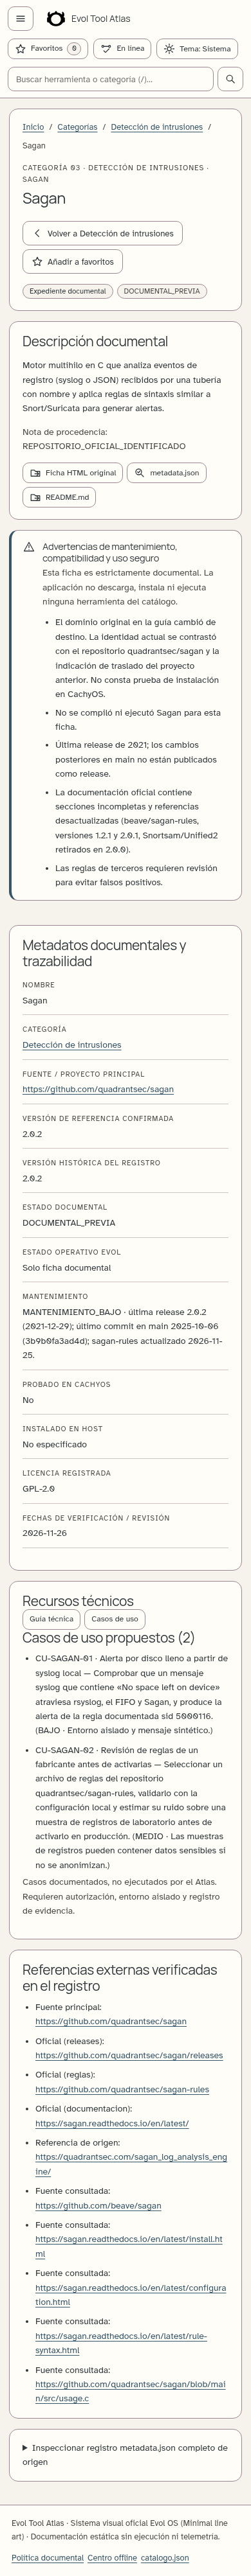 Evol Tool Atlas
Favoritos 0
En línea
Tema: Sistema
Buscar herramienta o categoría (/)...
Inicio / Categorías / Detección de intrusiones /
Sagan
CATEGORÍA 03 · DETECCIÓN DE INTRUSIONES ·
SAGAN
Sagan
Volver a Detección de intrusiones
Añadir a favoritos
Expediente documental
DOCUMENTAL_PREVIA
Descripción documental
Motor multihilo en C que analiza eventos de
registro (syslog o JSON) recibidos por una tubería
con nombre y aplica reglas de sintaxis similar a
Snort/Suricata para generar alertas.
Nota de procedencia:
REPOSITORIO_OFICIAL_IDENTIFICADO
Ficha HTML original
metadata.json
README.md
Advertencias de mantenimiento,
compatibilidad y uso seguro
Esta ficha es estrictamente documental. La
aplicación no descarga, instala ni ejecuta
ninguna herramienta del catálogo.
• El dominio original en la guía cambió de
destino. La identidad actual se contrastó
con el repositorio quadrantsec/sagan y la
indicación de traslado del proyecto
anterior. No consta prueba de instalación
en CachyOS.
• No se compiló ni ejecutó Sagan para esta
ficha.
• Última release de 2021; los cambios
posteriores en main no están publicados
como release.
• La documentación oficial contiene
secciones incompletas y referencias
desactualizadas (beave/sagan-rules,
versiones 1.2.1 y 2.0.1, Snortsam/Unified2
retirados en 2.0.0).
• Las reglas de terceros requieren revisión
para evitar falsos positivos.
Metadatos documentales y
trazabilidad
NOMBRE
Sagan
CATEGORÍA
Detección de intrusiones
FUENTE / PROYECTO PRINCIPAL
https://github.com/quadrantsec/sagan
VERSIÓN DE REFERENCIA CONFIRMADA
2.0.2
VERSIÓN HISTÓRICA DEL REGISTRO
2.0.2
ESTADO DOCUMENTAL
DOCUMENTAL_PREVIA
ESTADO OPERATIVO EVOL
Solo ficha documental
MANTENIMIENTO
MANTENIMIENTO_BAJO · última release 2.0.2
(2021-12-29); último commit en main 2025-10-06
(3b9b0fa3ad4d); sagan-rules actualizado 2026-11-
25.
PROBADO EN CACHYOS
No
INSTALADO EN HOST
No especificado
LICENCIA REGISTRADA
GPL-2.0
FECHAS DE VERIFICACIÓN / REVISIÓN
2026-11-26
Recursos técnicos
Guía técnica
Casos de uso
Casos de uso propuestos (2)
• CU-SAGAN-01 · Alerta por disco lleno a partir de
syslog local — Comprobar que un mensaje
syslog que contiene «No space left on device»
atraviesa rsyslog, el FIFO y Sagan, y produce la
alerta de la regla documentada sid 5000116.
(BAJO · Entorno aislado y mensaje sintético.)
• CU-SAGAN-02 · Revisión de reglas de un
fabricante antes de activarlas — Seleccionar un
archivo de reglas del repositorio
quadrantsec/sagan-rules, validarlo con la
configuración local y estimar su ruido sobre una
muestra de registros de laboratorio antes de
activarlo en producción. (MEDIO · Las muestras
de registros pueden contener datos sensibles si
no se anonimizan.)
Casos documentados, no ejecutados por el Atlas.
Requieren autorización, entorno aislado y registro
de evidencia.
Referencias externas verificadas
en el registro
• Fuente principal:
https://github.com/quadrantsec/sagan
• Oficial (releases):
https://github.com/quadrantsec/sagan/releases
• Oficial (reglas):
https://github.com/quadrantsec/sagan-rules
• Oficial (documentacion):
https://sagan.readthedocs.io/en/latest/
• Referencia de origen:
https://quadrantsec.com/sagan_log_analysis_eng
ine/
• Fuente consultada:
https://github.com/beave/sagan
• Fuente consultada:
https://sagan.readthedocs.io/en/latest/install.ht
ml
• Fuente consultada:
https://sagan.readthedocs.io/en/latest/configura
tion.html
• Fuente consultada:
https://sagan.readthedocs.io/en/latest/rule-
syntax.html
• Fuente consultada:
https://github.com/quadrantsec/sagan/blob/mai
n/src/usage.c
▶ Inspeccionar registro metadata.json completo de
origen
Evol Tool Atlas · Sistema visual oficial Evol OS (Minimal line
art) · Documentación estática sin ejecución ni telemetría.
Política documental Centro offline catalogo.json